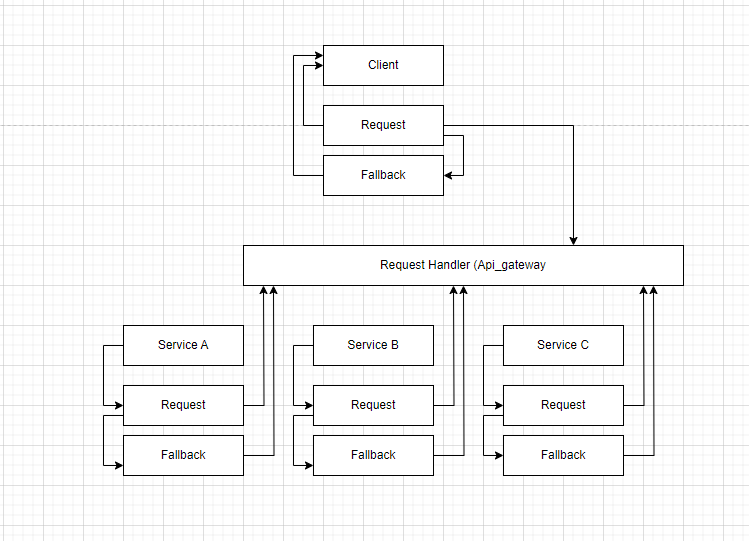 Client
Request
Fallback
Request Handler (Api_gateway
Service A
Service B
Service C
Request
Request
Request
Fallback
Fallback
Fallback